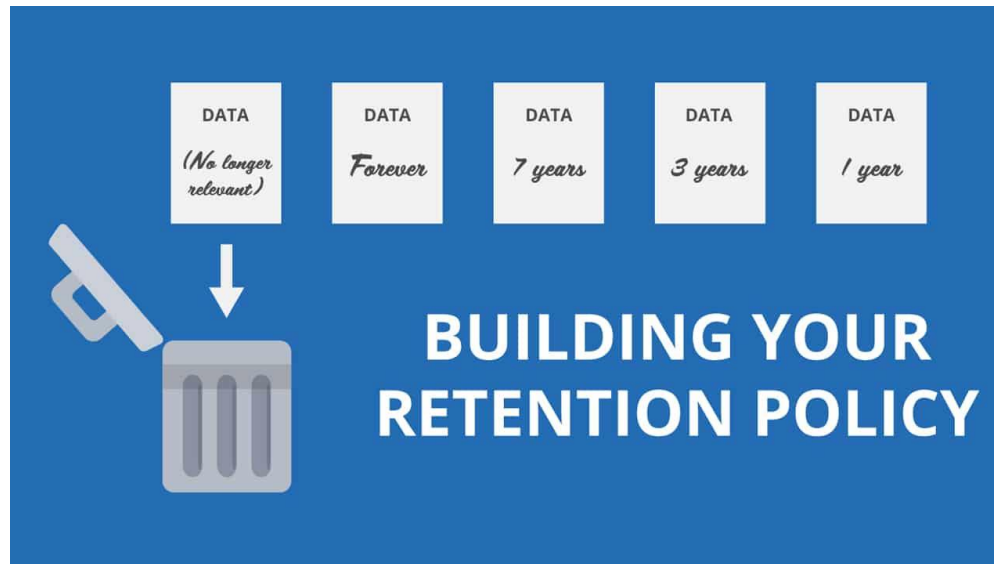 DATA
(No longer
relevant)
DATA
Forever
DATA
7 years
DATA
3 years
DATA
1 year
BUILDING YOUR
RETENTION POLICY